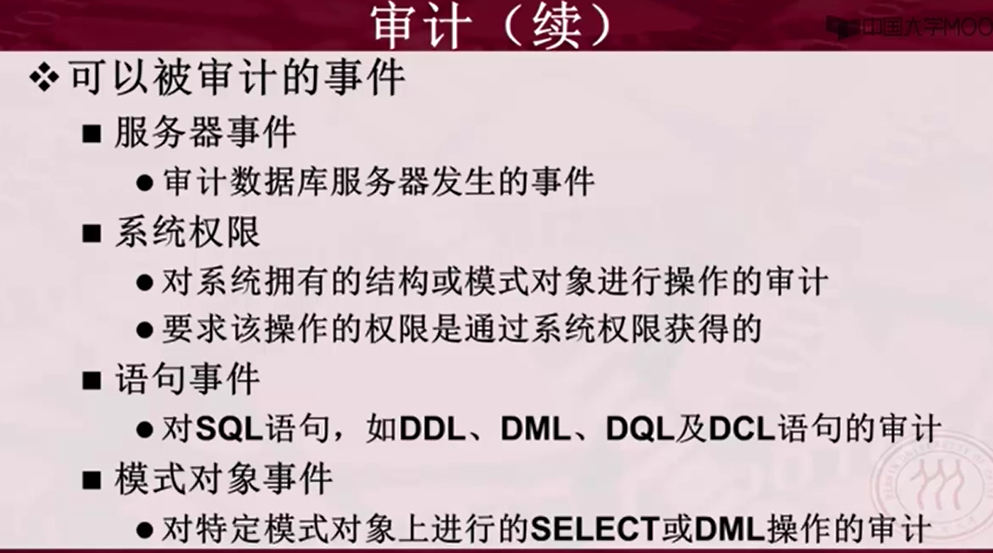 审计（续）
中国大学MOO
❖可以被审计的事件
■ 服务器事件
●审计数据库服务器发生的事件
■ 系统权限
●对系统拥有的结构或模式对象进行操作的审计
●要求该操作的权限是通过系统权限获得的
■ 语句事件
●对SQL语句，如DDL、DML、DQL及DCL语句的审计
■ 模式对象事件
●对特定模式对象上进行的SELECT或DML操作的审计